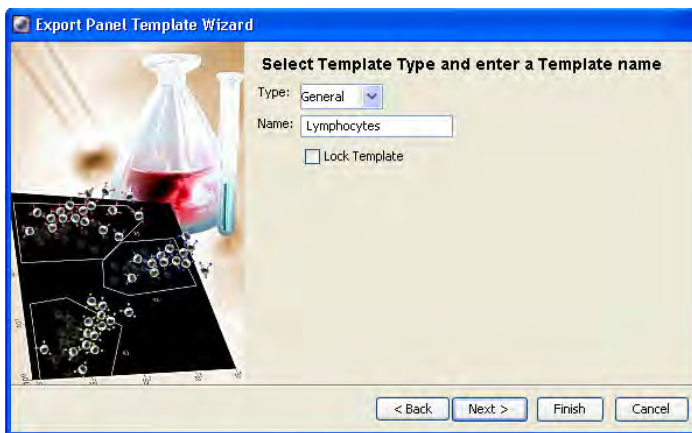 Export Panel Template Wizard
Select Template Type and enter a Template name
Type: General
Name: Lymphocytes
Lock Template
< Back Next > Finish Cancel